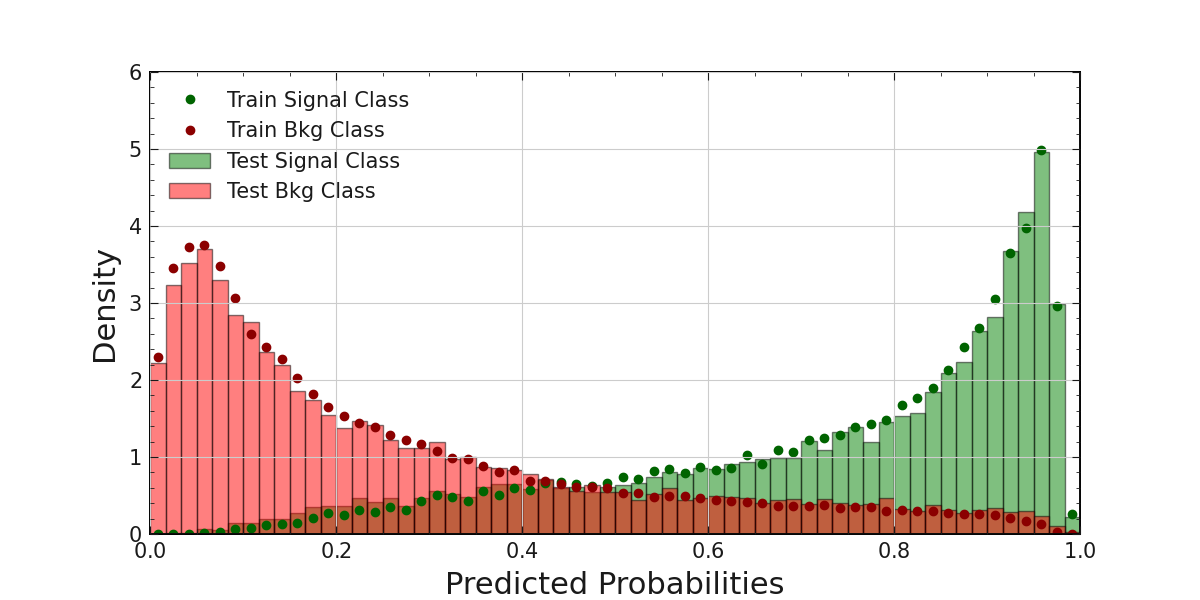 6
5
4
3
2
1
0
Density
Train Signal Class
Train Bkg Class
Test Signal Class
Test Bkg Class
0.0 0.2 0.4 0.6 0.8 1.0
Predicted Probabilities